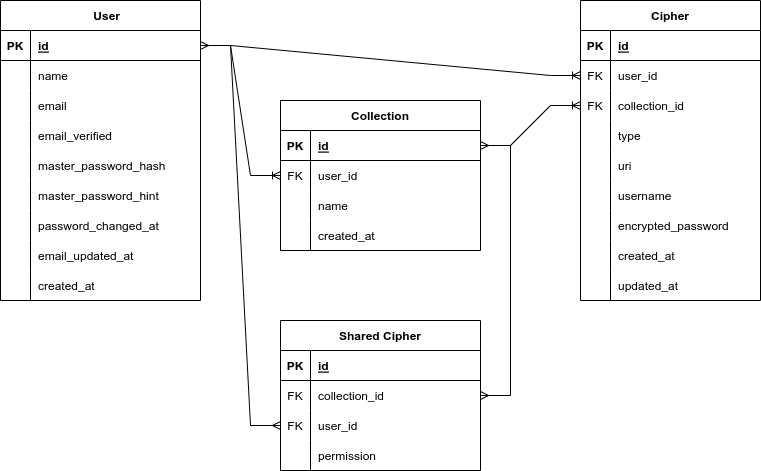 User
PK id
name
email
email_verified
master_password_hash
master_password_hint
password_changed_at
email_updated_at
created_at
Collection
PK id
FK user_id
name
created_at
Shared Cipher
PK id
FK collection_id
FK user_id
permission
Cipher
PK id
FK user_id
FK collection_id
type
uri
username
encrypted_password
created_at
updated_at